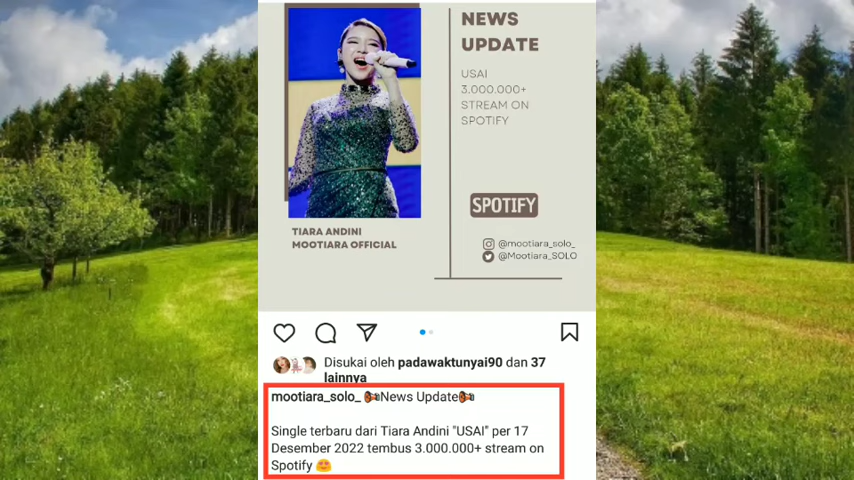 NEWS
UPDATE
USAI
3.000.000+
STREAM ON
SPOTIFY
SPOTIFY
TIARA ANDINI
MOOTIARA OFFICIAL
@mootiara_solo_
@Mootiara_SOLO
Disukai oleh padawaktunyai90 dan 37
lainnya
mootiara_solo_ News Update
Single terbaru dari Tiara Andini "USAI" per 17
Desember 2022 tembus 3.000.000+ stream on
Spotify 😍